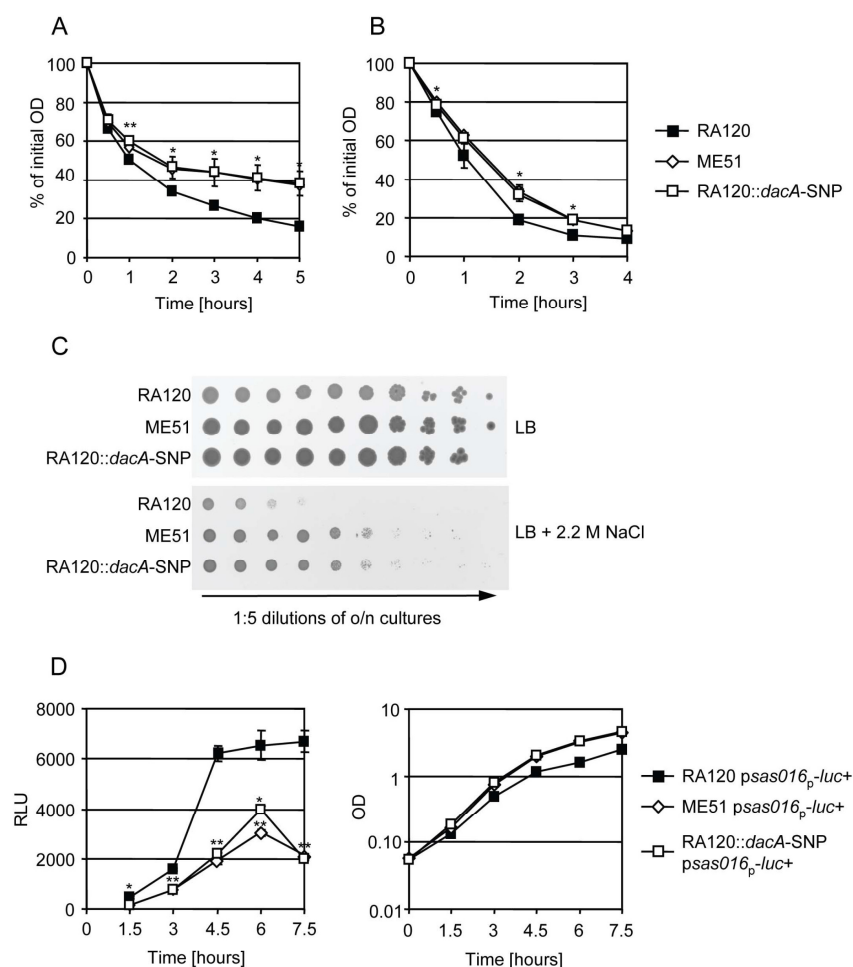 A
B
100
80
60
40
20
0
% of initial OD
0 1 2 3 4 5
Time [hours]
** * * * *
100
80
60
40
20
0
% of initial OD
0 1 2 3 4
Time [hours]
* * *
RA120
ME51
RA120::dacA-SNP
C
RA120
ME51
RA120::dacA-SNP
LB
RA120
ME51
RA120::dacA-SNP
LB + 2.2 M NaCl
1:5 dilutions of o/n cultures
D
8000
6000
4000
2000
0
RLU
0 1.5 3 4.5 6 7.5
Time [hours]
* ** ** * ** **
10
1
0.10
0.01
OD
0 1.5 3 4.5 6 7.5
Time [hours]
RA120 psas016p-luc+
ME51 psas016p-luc+
RA120::dacA-SNP
psas016p-luc+